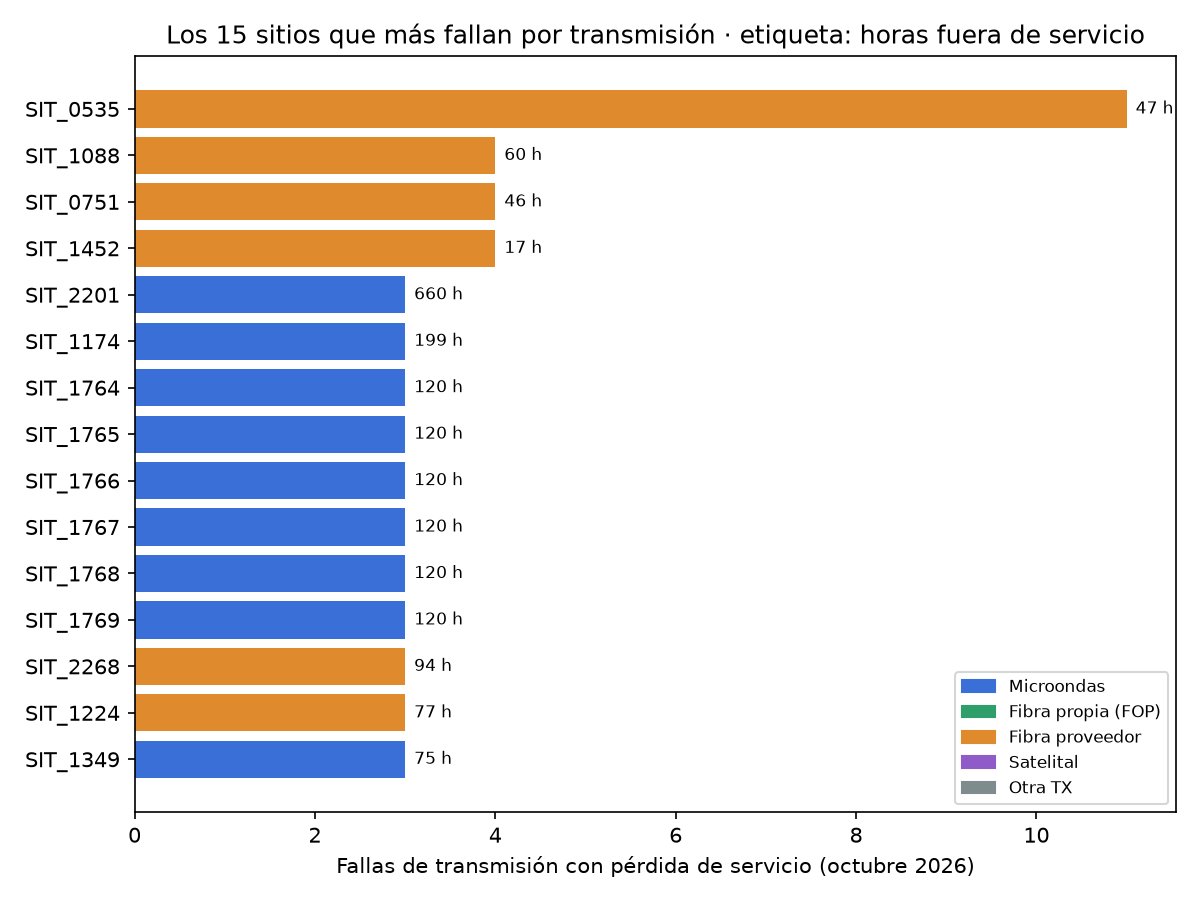 Los 15 sitios que más fallan por transmisión · etiqueta: horas fuera de servicio
SIT_0535 47 h
SIT_1088 60 h
SIT_0751 46 h
SIT_1452 17 h
SIT_2201 660 h
SIT_1174 199 h
SIT_1764 120 h
SIT_1765 120 h
SIT_1766 120 h
SIT_1767 120 h
SIT_1768 120 h
SIT_1769 120 h
SIT_2268 94 h
SIT_1224 77 h
SIT_1349 75 h
Microondas
Fibra propia (FOP)
Fibra proveedor
Satelital
Otra TX
0 2 4 6 8 10
Fallas de transmisión con pérdida de servicio (octubre 2026)